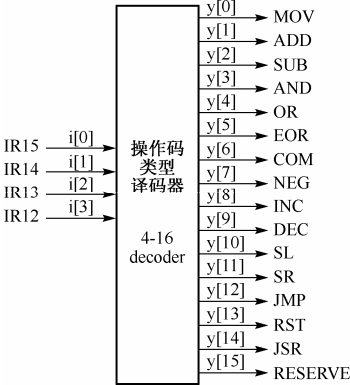 y[0] MOV
y[1] ADD
y[2] SUB
y[3] AND
y[4] OR
y[5] EOR
y[6] COM
y[7] NEG
y[8] INC
y[9] DEC
y[10] SL
y[11] SR
y[12] JMP
y[13] RST
y[14] JSR
y[15] RESERVE
IR15 i[0]
IR14 i[1]
IR13 i[2]
IR12 i[3]
操作码
类型
译码器
4-16
decoder